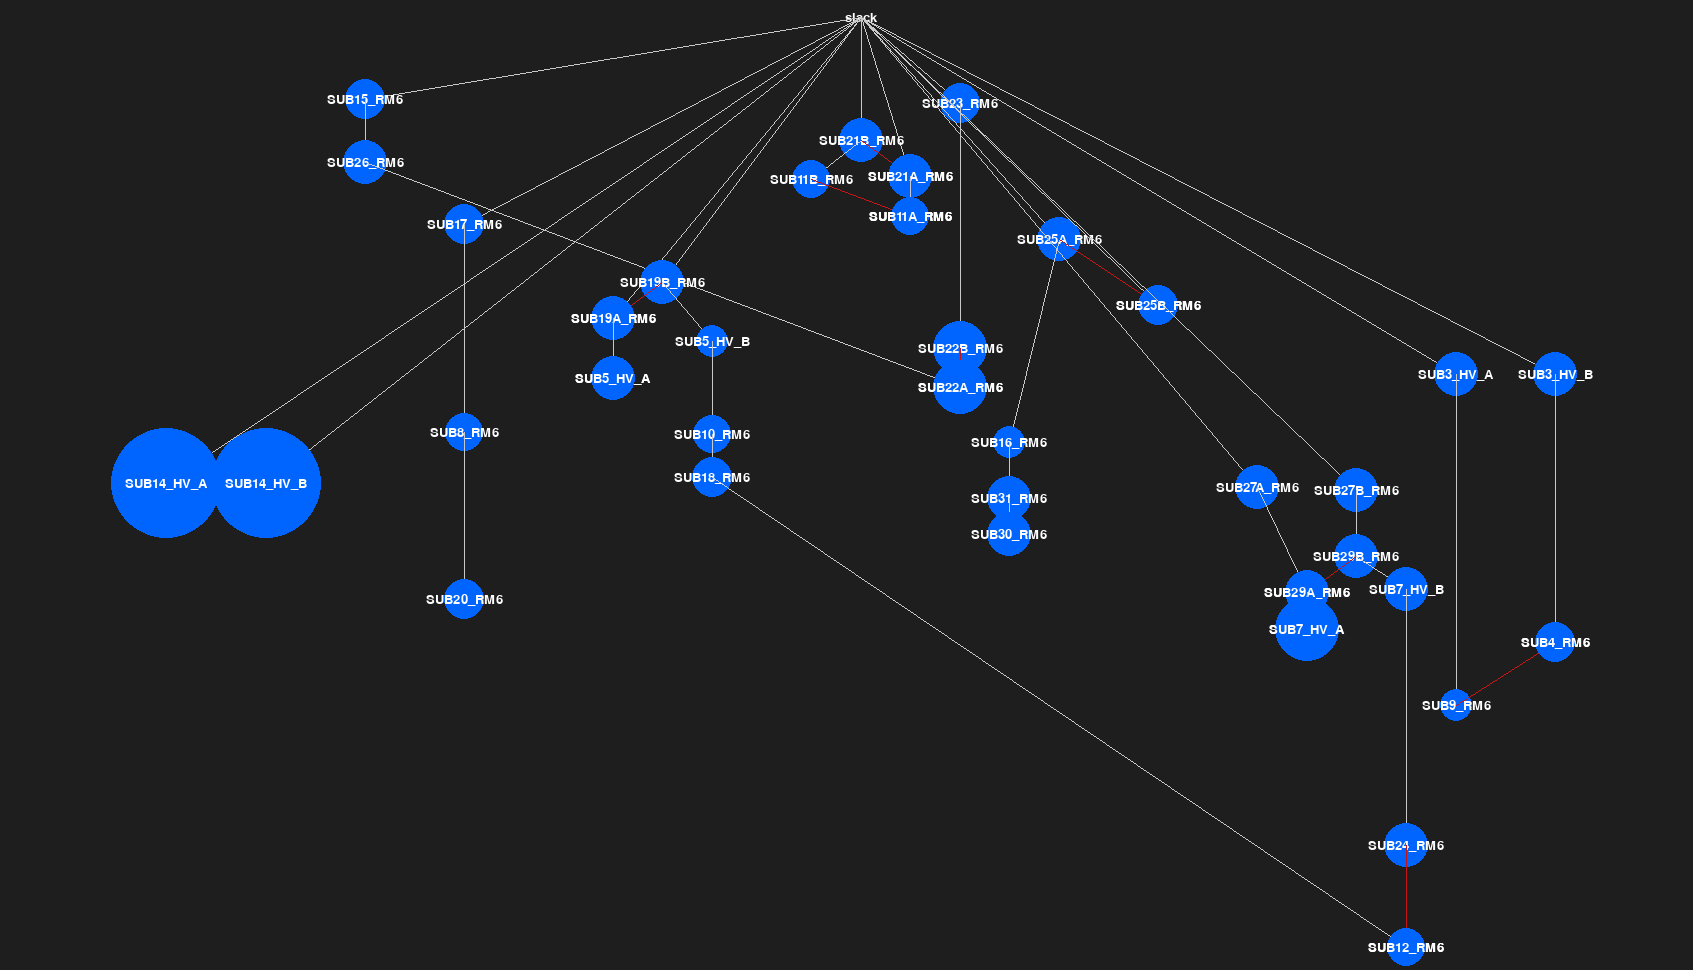 slack
SUB15_RM6
SUB23_RM6
SUB21B_RM6
SUB26_RM6
SUB11B_RM6
SUB21A_RM6
SUB11A_RM6
SUB17_RM6
SUB25A_RM6
SUB19B_RM6
SUB25B_RM6
SUB19A_RM6
SUB5_HV_B
SUB22B_RM6
SUB3_HV_A
SUB3_HV_B
SUB5_HV_A
SUB22A_RM6
SUB8_RM6
SUB10_RM6
SUB16_RM6
SUB18_RM6
SUB14_HV_A
SUB14_HV_B
SUB27A_RM6
SUB27B_RM6
SUB31_RM6
SUB30_RM6
SUB29B_RM6
SUB7_HV_B
SUB29A_RM6
SUB20_RM6
SUB7_HV_A
SUB4_RM6
SUB9_RM6
SUB24_RM6
SUB12_RM6